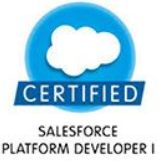 CERTIFIED
SALESFORCE
PLATFORM DEVELOPER I